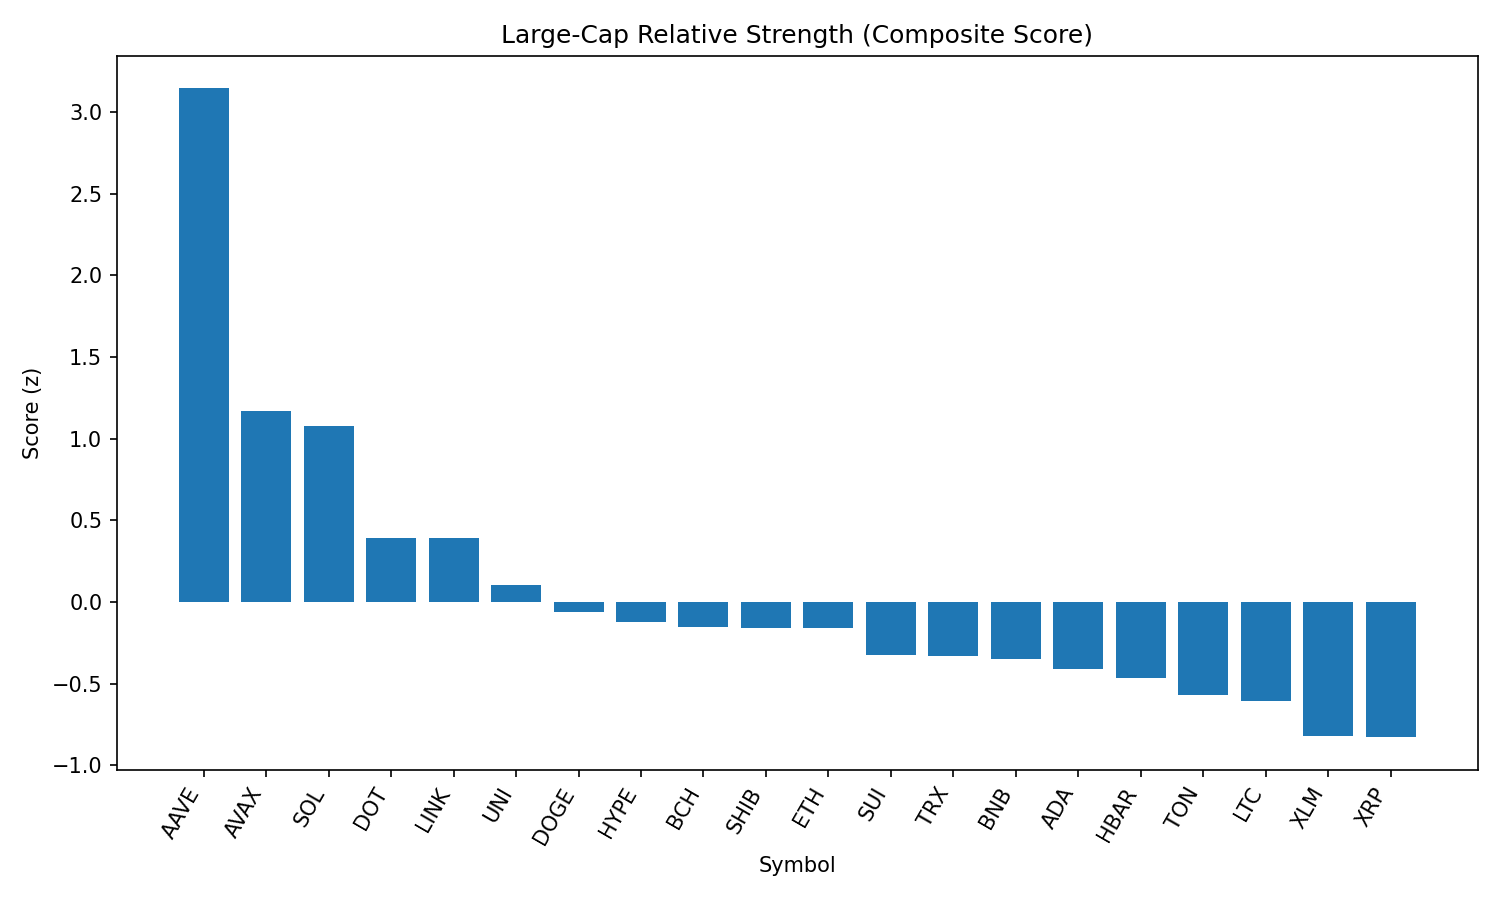 Large-Cap Relative Strength (Composite Score)
3.0
2.5
2.0
1.5
1.0
0.5
0.0
−0.5
−1.0
Score (z)
AAVE
AVAX
SOL
DOT
LINK
UNI
DOGE
HYPE
BCH
SHIB
ETH
SUI
TRX
BNB
ADA
HBAR
TON
LTC
XLM
XRP
Symbol